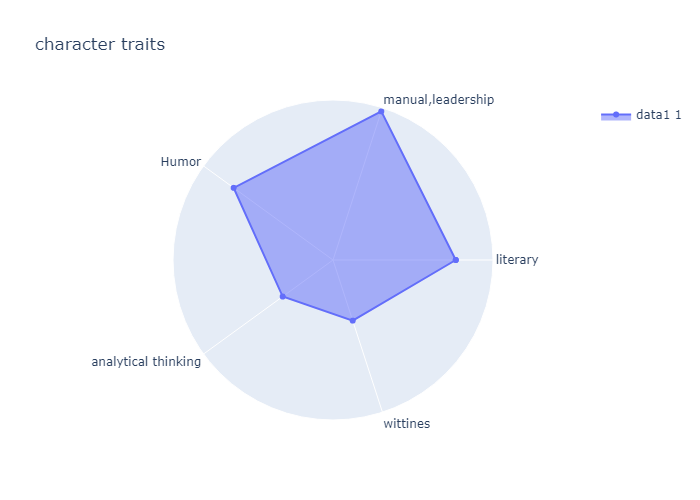 character traits
manual,leadership
data1 1
Humor
literary
analytical thinking
wittines